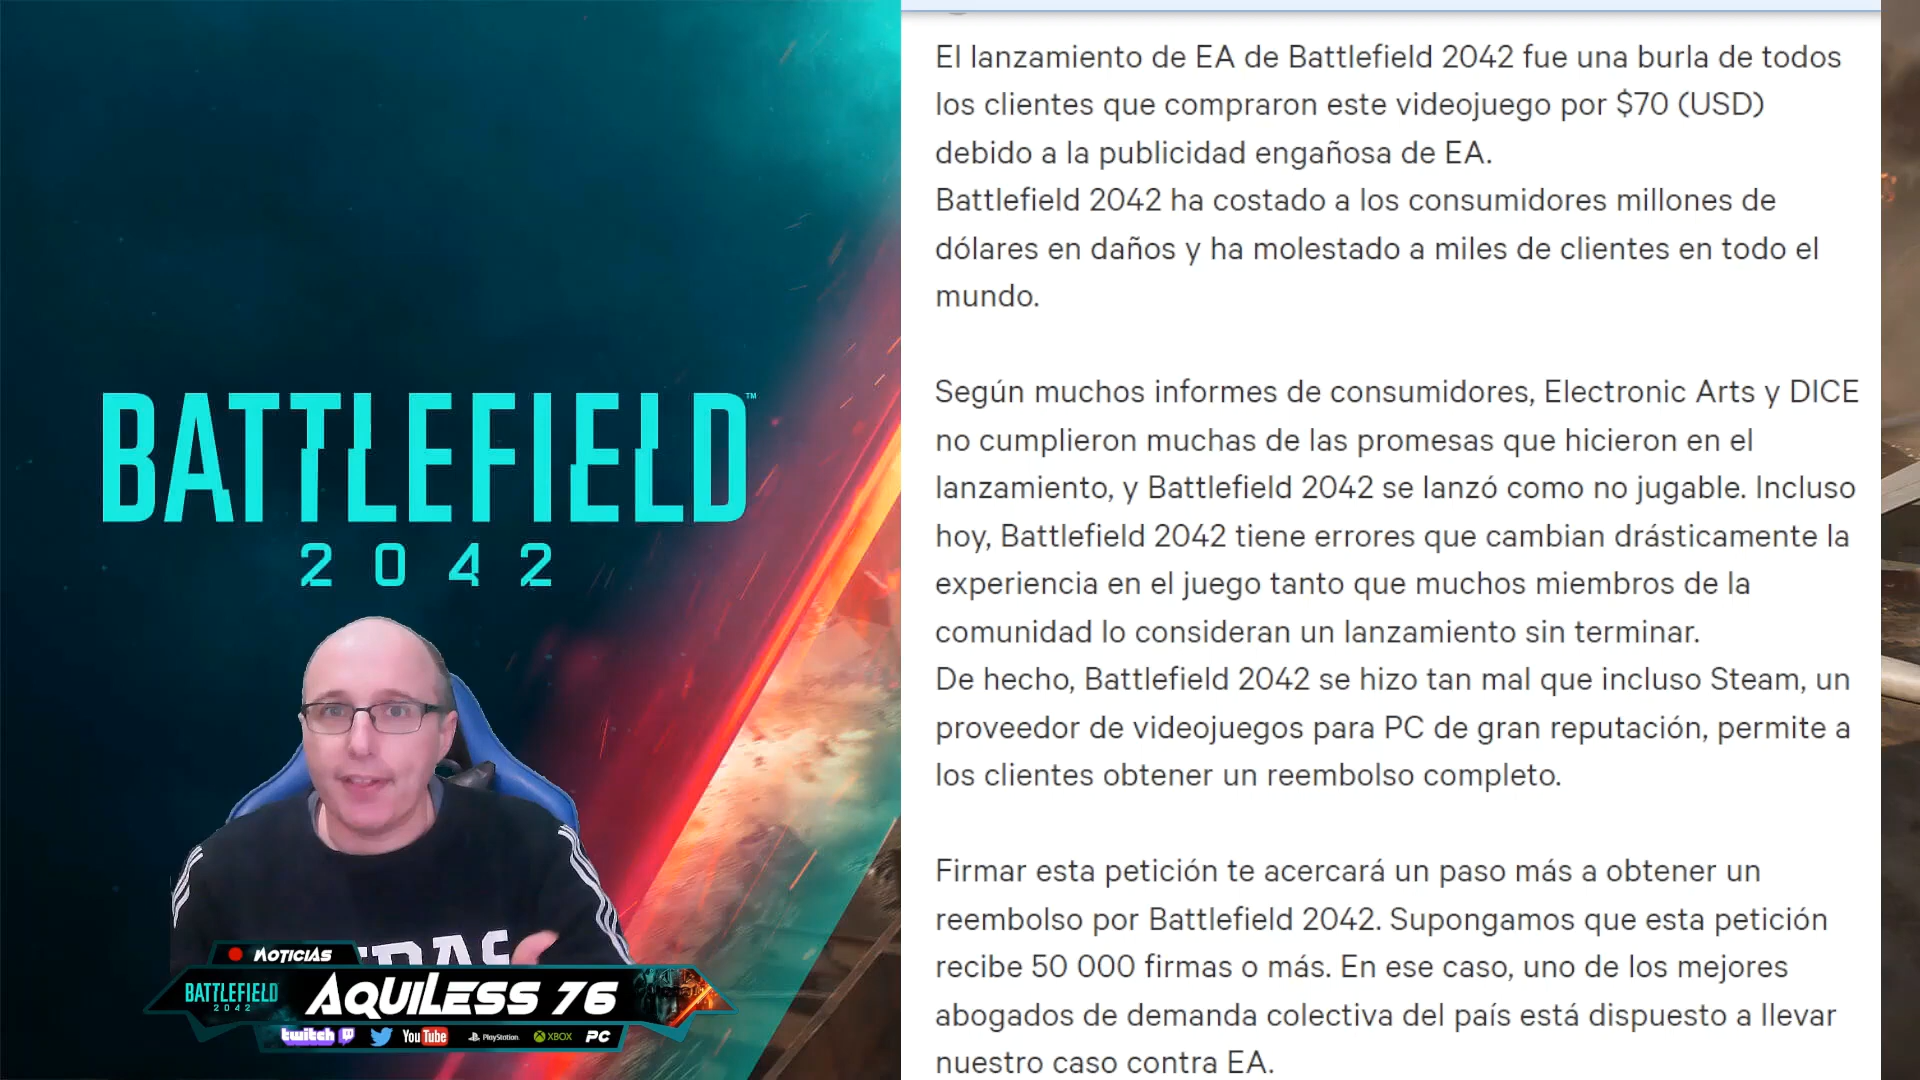 BATTLEFIELD™
2042
NOTICIAS
BATTLEFIELD
2042
AQUILESS 76
twitch
YouTube
PlayStation
XBOX
PC
El lanzamiento de EA de Battlefield 2042 fue una burla de todos
los clientes que compraron este videojuego por $70 (USD)
debido a la publicidad engañosa de EA.
Battlefield 2042 ha costado a los consumidores millones de
dólares en daños y ha molestado a miles de clientes en todo el
mundo.
Según muchos informes de consumidores, Electronic Arts y DICE
no cumplieron muchas de las promesas que hicieron en el
lanzamiento, y Battlefield 2042 se lanzó como no jugable. Incluso
hoy, Battlefield 2042 tiene errores que cambian drásticamente la
experiencia en el juego tanto que muchos miembros de la
comunidad lo consideran un lanzamiento sin terminar.
De hecho, Battlefield 2042 se hizo tan mal que incluso Steam, un
proveedor de videojuegos para PC de gran reputación, permite a
los clientes obtener un reembolso completo.
Firmar esta petición te acercará un paso más a obtener un
reembolso por Battlefield 2042. Supongamos que esta petición
recibe 50 000 firmas o más. En ese caso, uno de los mejores
abogados de demanda colectiva del país está dispuesto a llevar
nuestro caso contra EA.